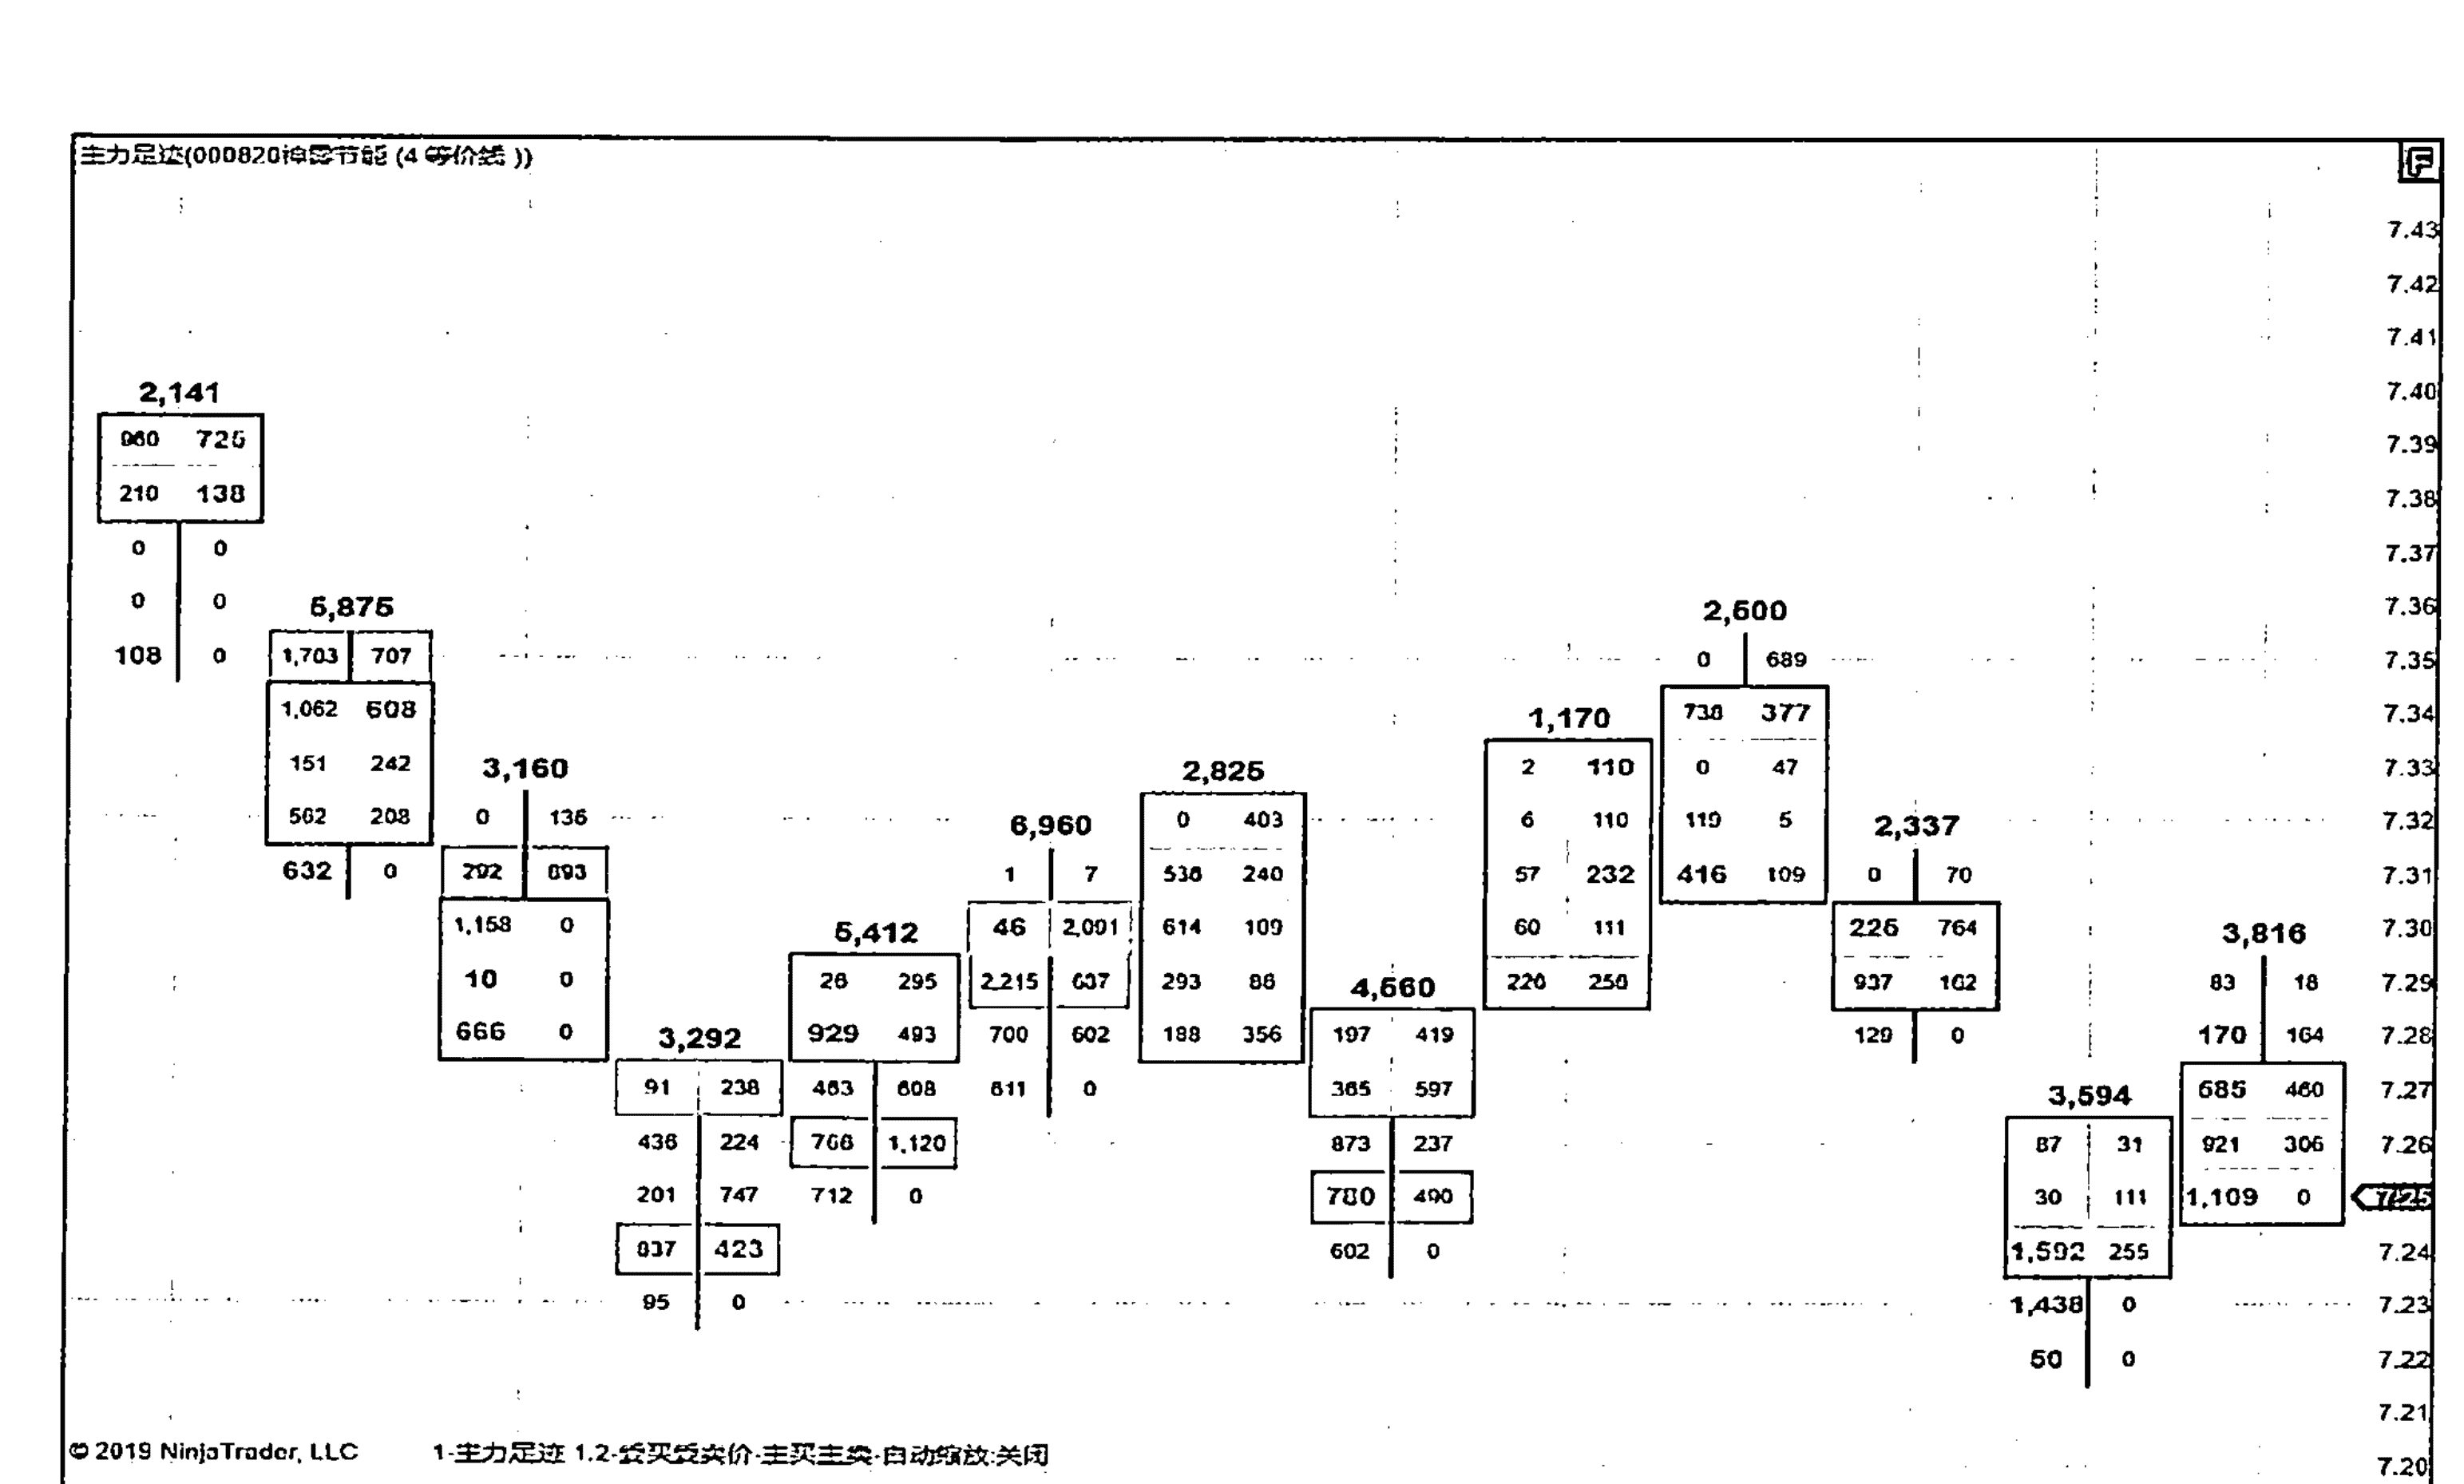 主力足迹(000820神雾节能 (4 等价线 ))
F
7.43
7.42
7.41
2,141 7.40
960 726 7.39
210 138 7.38
0 0 7.37
0 0 5,875 2,500 7.36
108 0 1,703 707 0 689 7.35
1,062 608 1,170 738 377 7.34
151 242 3,160 2,825 2 110 0 47 7.33
562 208 0 136 6,960 0 403 6 110 119 5 2,337 7.32
632 0 292 893 1 7 536 240 57 232 416 109 0 70 7.31
1,158 0 5,412 46 2,001 614 109 60 111 226 764 3,816 7.30
10 0 26 295 2,215 637 293 86 4,560 220 250 937 102 83 18 7.29
666 0 3,292 929 493 700 602 188 356 197 419 129 0 170 164 7.28
91 238 463 608 611 0 365 597 3,594 685 460 7.27
436 224 766 1,120 873 237 87 31 921 306 7.26
201 747 712 0 780 490 30 111 1,109 0 7.25
837 423 602 0 1,592 255 7.24
95 0 1,438 0 7.23
50 0 7.22
7.21
© 2019 NinjaTrader, LLC 1-主力足迹 1.2-委买委卖价-主买主卖-自动缩放:关闭
7.20